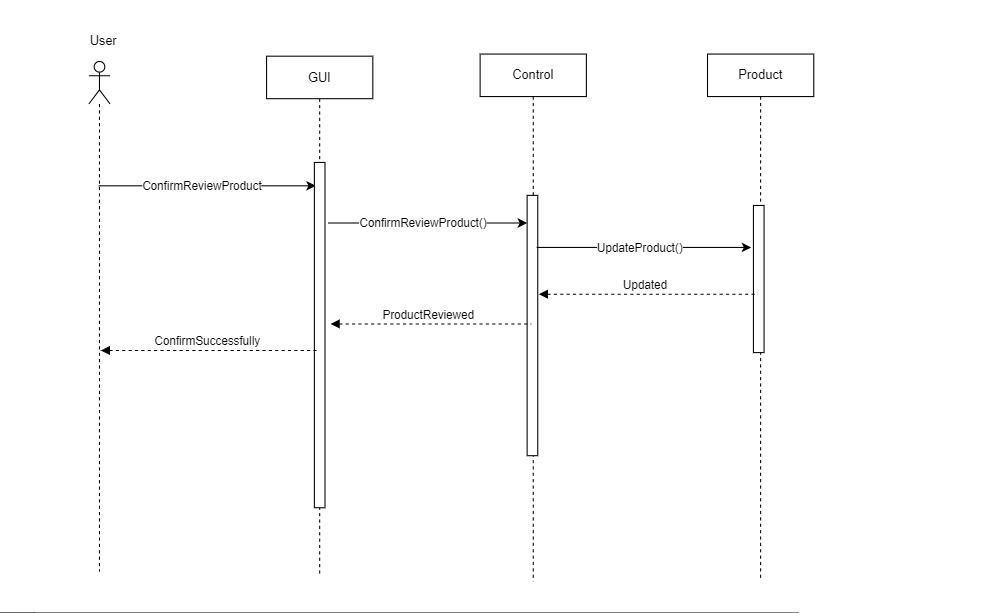 User
GUI
Control
Product
ConfirmReviewProduct
ConfirmReviewProduct()
UpdateProduct()
Updated
ProductReviewed
ConfirmSuccessfully